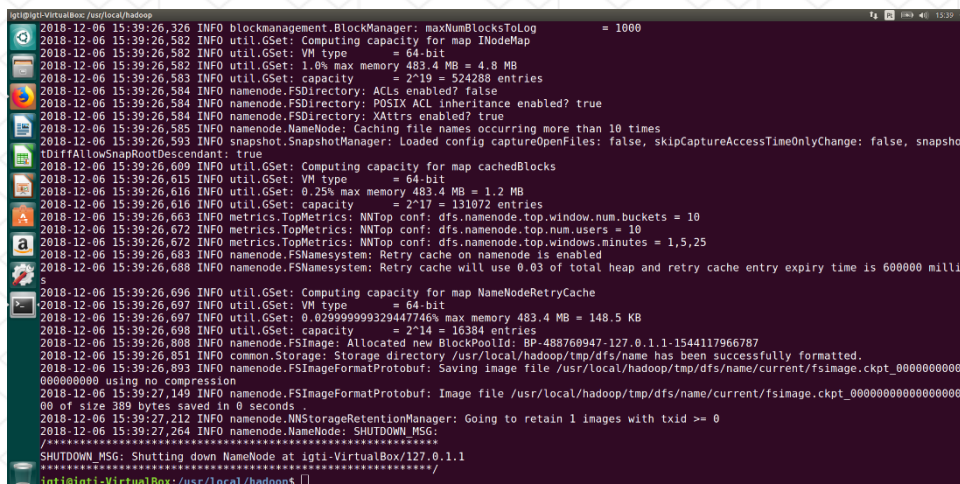 igti@igti-VirtualBox: /usr/local/hadoop
Pt
15:39
2018-12-06 15:39:26,326 INFO blockmanagement.BlockManager: maxNumBlocksToLog = 1000
2018-12-06 15:39:26,582 INFO util.GSet: Computing capacity for map INodeMap
2018-12-06 15:39:26,582 INFO util.GSet: VM type = 64-bit
2018-12-06 15:39:26,582 INFO util.GSet: 1.0% max memory 483.4 MB = 4.8 MB
2018-12-06 15:39:26,583 INFO util.GSet: capacity = 2^19 = 524288 entries
2018-12-06 15:39:26,584 INFO namenode.FSDirectory: ACLs enabled? false
2018-12-06 15:39:26,584 INFO namenode.FSDirectory: POSIX ACL inheritance enabled? true
2018-12-06 15:39:26,584 INFO namenode.FSDirectory: XAttrs enabled? true
2018-12-06 15:39:26,585 INFO namenode.NameNode: Caching file names occurring more than 10 times
2018-12-06 15:39:26,593 INFO snapshot.SnapshotManager: Loaded config captureOpenFiles: false, skipCaptureAccessTimeOnlyChange: false, snapsho
tDiffAllowSnapRootDescendant: true
2018-12-06 15:39:26,609 INFO util.GSet: Computing capacity for map cachedBlocks
2018-12-06 15:39:26,615 INFO util.GSet: VM type = 64-bit
2018-12-06 15:39:26,616 INFO util.GSet: 0.25% max memory 483.4 MB = 1.2 MB
2018-12-06 15:39:26,616 INFO util.GSet: capacity = 2^17 = 131072 entries
2018-12-06 15:39:26,663 INFO metrics.TopMetrics: NNTop conf: dfs.namenode.top.window.num.buckets = 10
2018-12-06 15:39:26,672 INFO metrics.TopMetrics: NNTop conf: dfs.namenode.top.num.users = 10
2018-12-06 15:39:26,672 INFO metrics.TopMetrics: NNTop conf: dfs.namenode.top.windows.minutes = 1,5,25
2018-12-06 15:39:26,683 INFO namenode.FSNamesystem: Retry cache on namenode is enabled
2018-12-06 15:39:26,688 INFO namenode.FSNamesystem: Retry cache will use 0.03 of total heap and retry cache entry expiry time is 600000 milli
s
2018-12-06 15:39:26,696 INFO util.GSet: Computing capacity for map NameNodeRetryCache
2018-12-06 15:39:26,697 INFO util.GSet: VM type = 64-bit
2018-12-06 15:39:26,697 INFO util.GSet: 0.029999999329447746% max memory 483.4 MB = 148.5 KB
2018-12-06 15:39:26,698 INFO util.GSet: capacity = 2^14 = 16384 entries
2018-12-06 15:39:26,808 INFO namenode.FSImage: Allocated new BlockPoolId: BP-488760947-127.0.1.1-1544117966787
2018-12-06 15:39:26,851 INFO common.Storage: Storage directory /usr/local/hadoop/tmp/dfs/name has been successfully formatted.
2018-12-06 15:39:26,893 INFO namenode.FSImageFormatProtobuf: Saving image file /usr/local/hadoop/tmp/dfs/name/current/fsimage.ckpt_0000000000
000000000 using no compression
2018-12-06 15:39:27,149 INFO namenode.FSImageFormatProtobuf: Image file /usr/local/hadoop/tmp/dfs/name/current/fsimage.ckpt_00000000000000000
00 of size 389 bytes saved in 0 seconds .
2018-12-06 15:39:27,212 INFO namenode.NNStorageRetentionManager: Going to retain 1 images with txid >= 0
2018-12-06 15:39:27,264 INFO namenode.NameNode: SHUTDOWN_MSG:
/************************************************************
SHUTDOWN_MSG: Shutting down NameNode at igti-VirtualBox/127.0.1.1
************************************************************/
igti@igti-VirtualBox:/usr/local/hadoop$